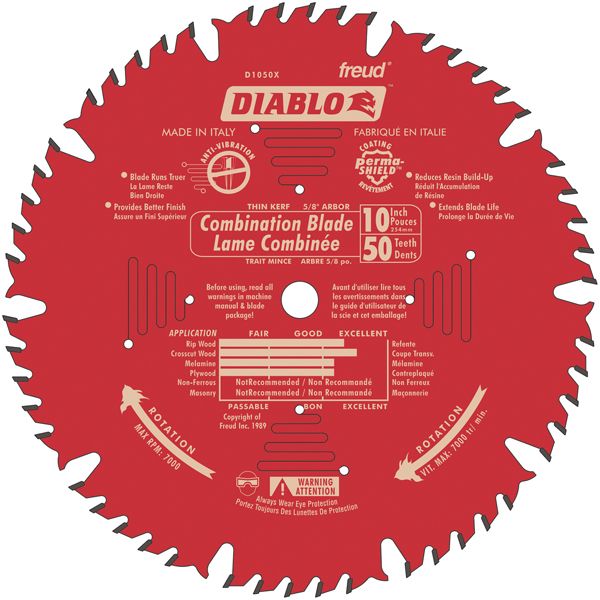 D1050X
freud®
DIABLO™
MADE IN ITALY
FABRIQUÉ EN ITALIE
ANTI-VIBRATION
COATING
Perma-
SHIELD™
REVÊTEMENT
• Blade Runs Truer
La Lame Reste
Bien Droite
• Provides Better Finish
Assure un Fini Supérieur
• Reduces Resin Build-Up
Réduit l'Accumulation
de Résine
• Extends Blade Life
Prolonge la Durée de Vie
THIN KERF 5/8" ARBOR
Combination Blade
Lame Combinée
10 Inch
Pouces
254mm
50 Teeth
Dents
TRAIT MINCE ARBRE 5/8 po.
Before using, read all
warnings in machine
manual & blade
package!
Avant d'utiliser lire tous
les avertissements dans
le guide d'utilisateur de
la scie et cet emballage!
APPLICATION FAIR GOOD EXCELLENT
Rip Wood Refente
Crosscut Wood Coupe Transv.
Melamine Mélamine
Plywood Contreplaqué
Non-Ferrous NotRecommended / Non Recommandé Non Ferreux
Masonry NotRecommended / Non Recommandé Maçonnerie
PASSABLE BON EXCELLENT
Copyright of
Freud Inc. 1989
ROTATION
MAX RPM: 7000
ROTATION
VIT. MAX: 7000 tr/ min.
WARNING
ATTENTION
Always Wear Eye Protection
Portez Toujours Des Lunettes De Protection